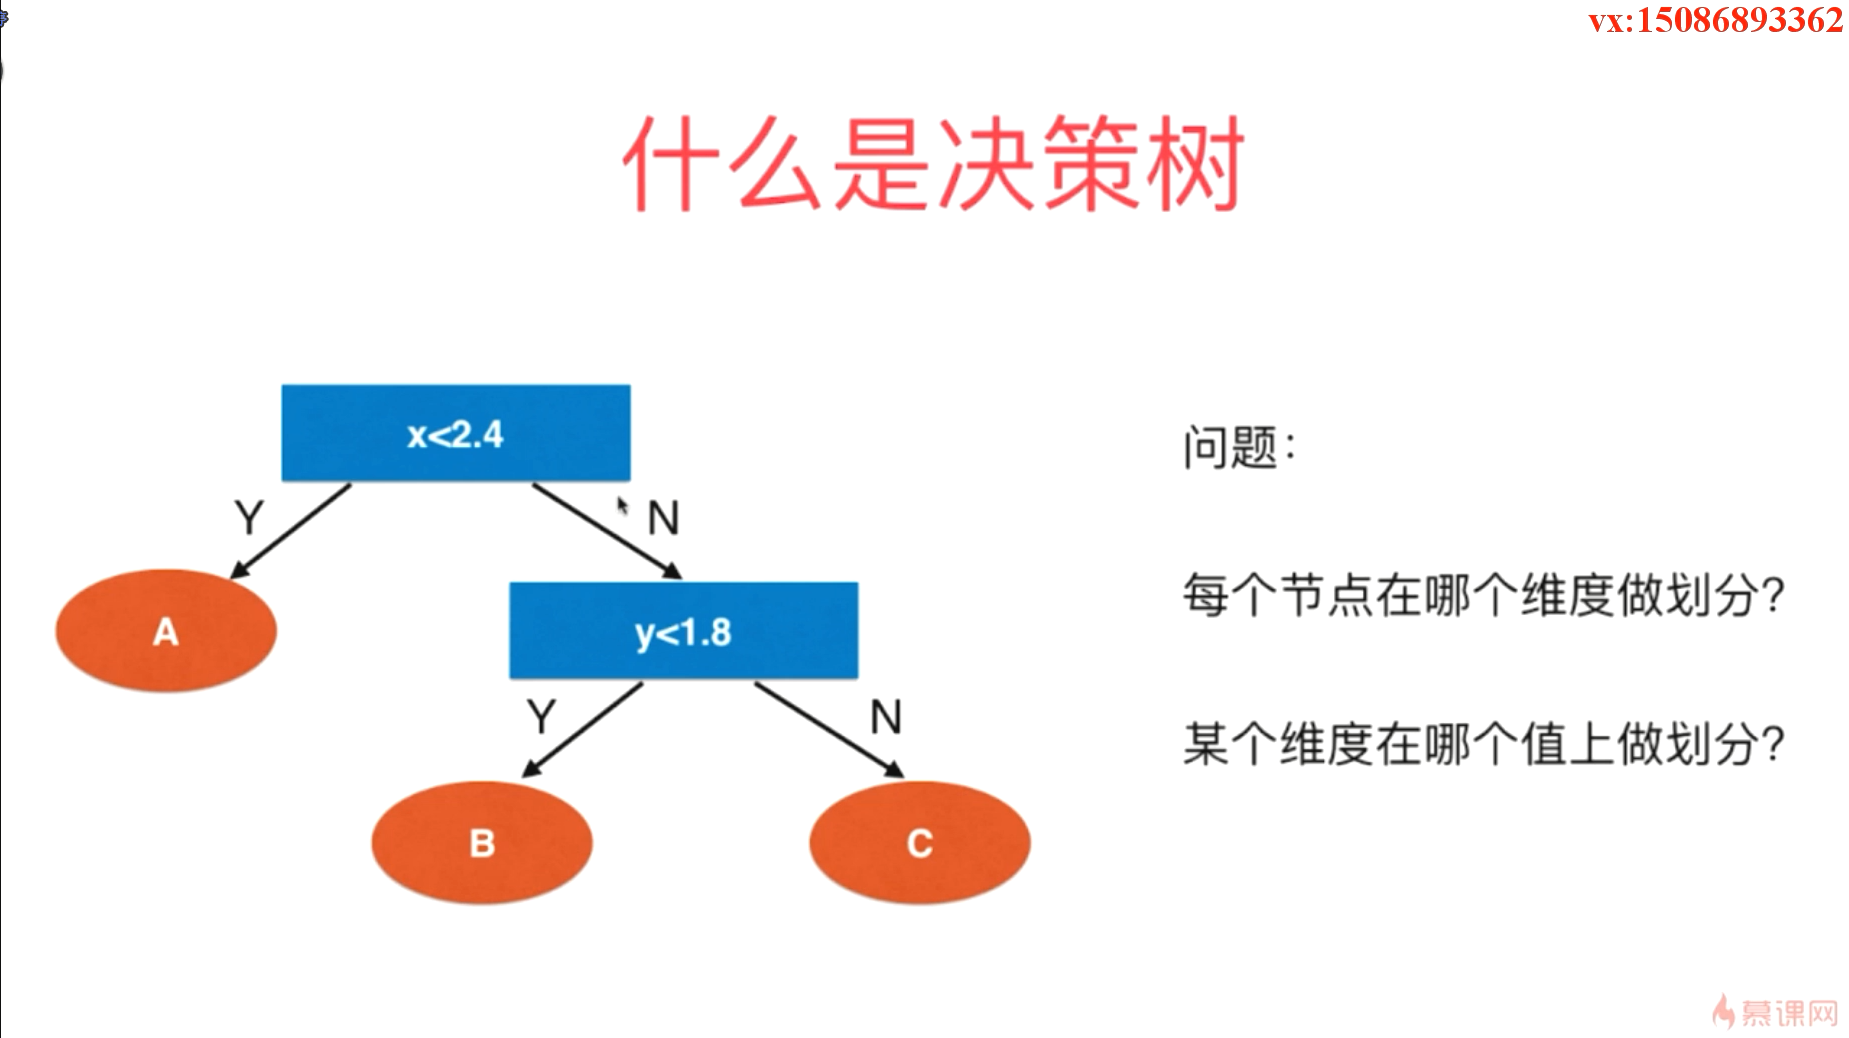 vx:15086893362
什么是决策树
x<2.4
Y
N
A
y<1.8
Y
N
B
C
问题：
每个节点在哪个维度做划分？
某个维度在哪个值上做划分？
慕课网